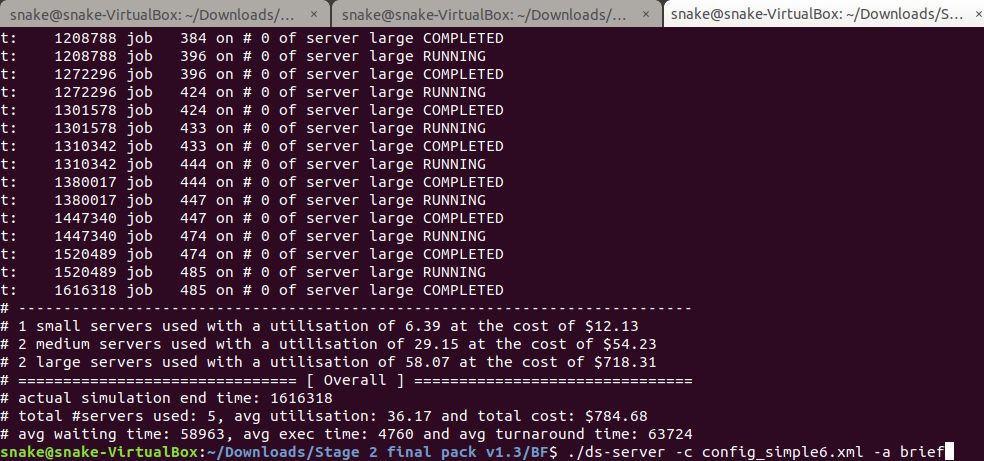 snake@snake-VirtualBox: ~/Downloads/... × snake@snake-VirtualBox: ~/Downloads/... × snake@snake-VirtualBox: ~/Downloads/S... ×
t:    1208788 job   384 on # 0 of server large COMPLETED
t:    1208788 job   396 on # 0 of server large RUNNING
t:    1272296 job   396 on # 0 of server large COMPLETED
t:    1272296 job   424 on # 0 of server large RUNNING
t:    1301578 job   424 on # 0 of server large COMPLETED
t:    1301578 job   433 on # 0 of server large RUNNING
t:    1310342 job   433 on # 0 of server large COMPLETED
t:    1310342 job   444 on # 0 of server large RUNNING
t:    1380017 job   444 on # 0 of server large COMPLETED
t:    1380017 job   447 on # 0 of server large RUNNING
t:    1447340 job   447 on # 0 of server large COMPLETED
t:    1447340 job   474 on # 0 of server large RUNNING
t:    1520489 job   474 on # 0 of server large COMPLETED
t:    1520489 job   485 on # 0 of server large RUNNING
t:    1616318 job   485 on # 0 of server large COMPLETED
# ---------------------------------------------------------------------------
# 1 small servers used with a utilisation of 6.39 at the cost of $12.13
# 2 medium servers used with a utilisation of 29.15 at the cost of $54.23
# 2 large servers used with a utilisation of 58.07 at the cost of $718.31
# =============================== [ Overall ] ===============================
# actual simulation end time: 1616318
# total #servers used: 5, avg utilisation: 36.17 and total cost: $784.68
# avg waiting time: 58963, avg exec time: 4760 and avg turnaround time: 63724
snake@snake-VirtualBox:~/Downloads/Stage 2 final pack v1.3/BF$ ./ds-server -c config_simple6.xml -a brief